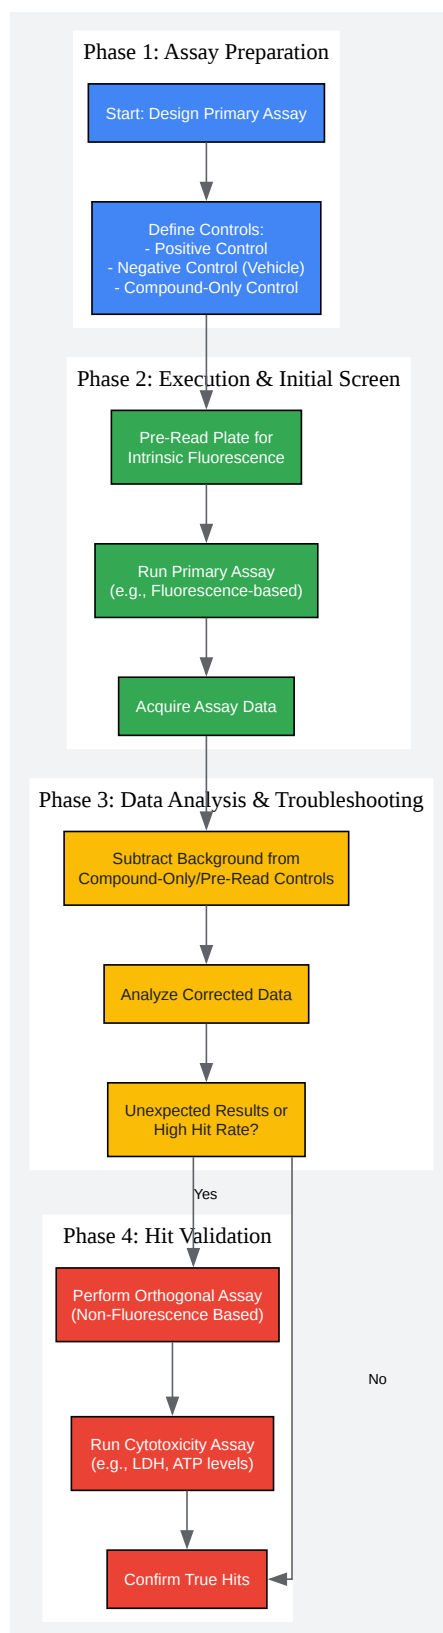 Phase 1: Assay Preparation
Start: Design Primary Assay
Define Controls:
- Positive Control
- Negative Control (Vehicle)
- Compound-Only Control
Phase 2: Execution & Initial Screen
Pre-Read Plate for
Intrinsic Fluorescence
Run Primary Assay
(e.g., Fluorescence-based)
Acquire Assay Data
Phase 3: Data Analysis & Troubleshooting
Subtract Background from
Compound-Only/Pre-Read Controls
Analyze Corrected Data
Unexpected Results or
High Hit Rate?
Yes
Phase 4: Hit Validation
Perform Orthogonal Assay
(Non-Fluorescence Based)
No
Run Cytotoxicity Assay
(e.g., LDH, ATP levels)
Confirm True Hits